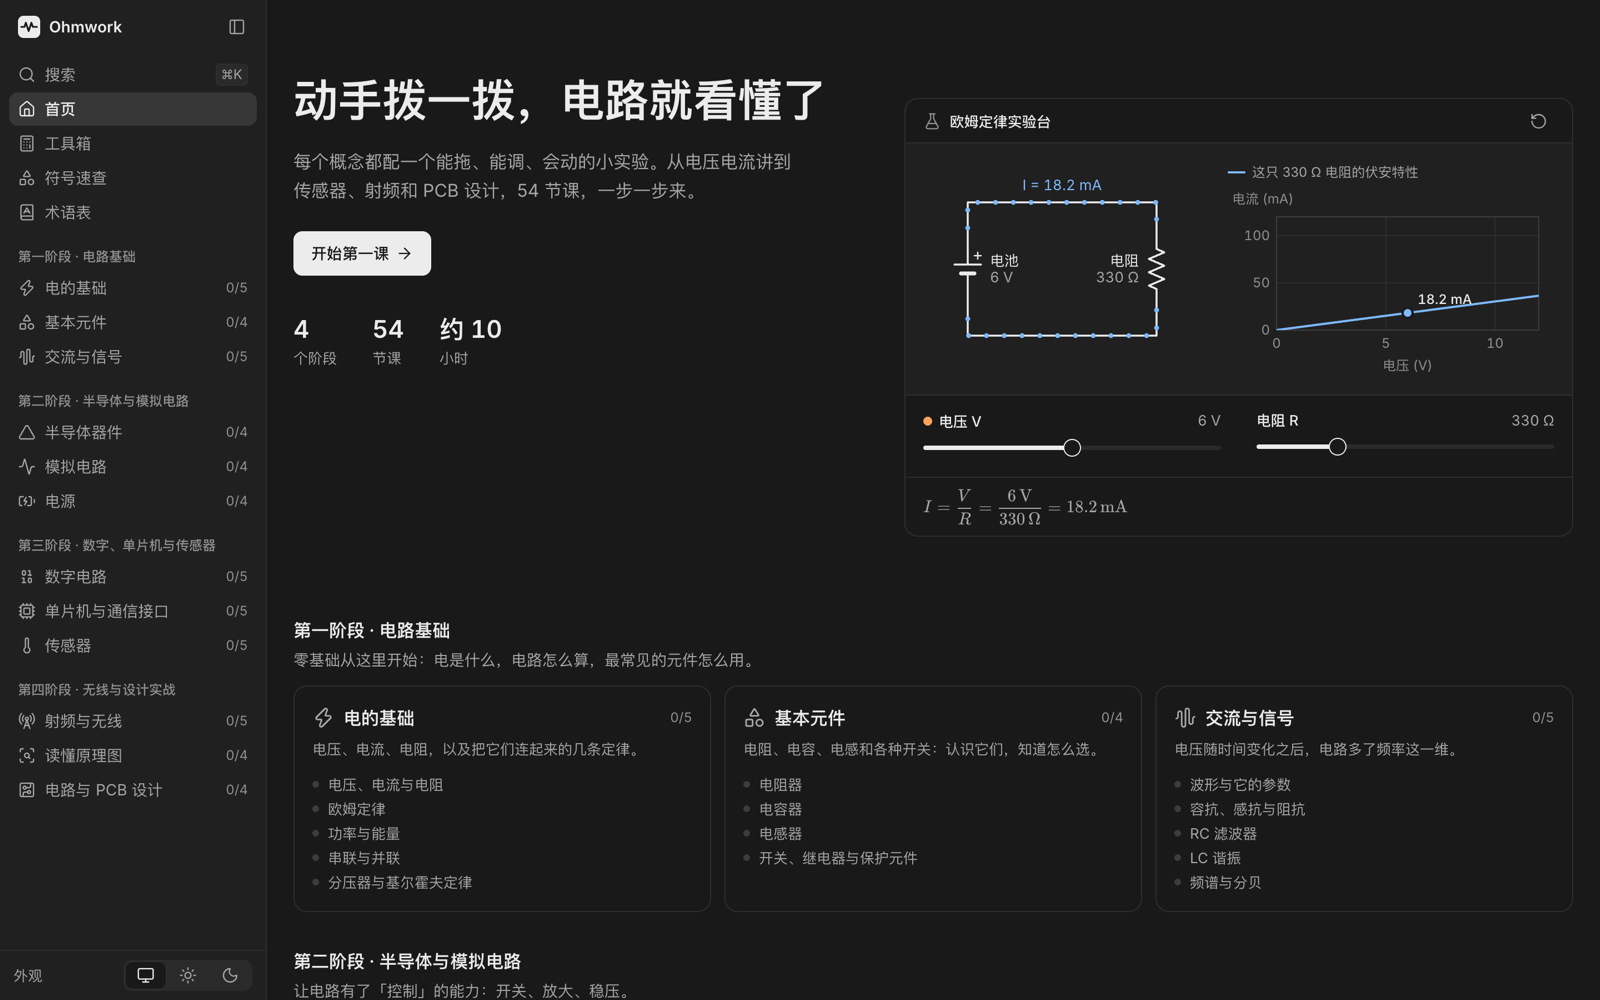 Ohmwork
搜索 ⌘K
首页
工具箱
符号速查
术语表
第一阶段 · 电路基础
电的基础 0/5
基本元件 0/4
交流与信号 0/5
第二阶段 · 半导体与模拟电路
半导体器件 0/4
模拟电路 0/4
电源 0/4
第三阶段 · 数字、单片机与传感器
数字电路 0/5
单片机与通信接口 0/5
传感器 0/5
第四阶段 · 无线与设计实战
射频与无线 0/5
读懂原理图 0/4
电路与 PCB 设计 0/4
外观
动手拨一拨，电路就看懂了
每个概念都配一个能拖、能调、会动的小实验。从电压电流讲到
传感器、射频和 PCB 设计，54 节课，一步一步来。
开始第一课 →
4 54 约 10
个阶段 节课 小时
欧姆定律实验台
I = 18.2 mA
+ 电池
6 V
电阻
330 Ω
这只 330 Ω 电阻的伏安特性
电流 (mA)
100
50
0
18.2 mA
0 5 10
电压 (V)
电压 V 6 V
电阻 R 330 Ω
I = V/R = 6 V/330 Ω = 18.2 mA
第一阶段 · 电路基础
零基础从这里开始：电是什么，电路怎么算，最常见的元件怎么用。
电的基础 0/5
电压、电流、电阻，以及把它们连起来的几条定律。
电压、电流与电阻
欧姆定律
功率与能量
串联与并联
分压器与基尔霍夫定律
基本元件 0/4
电阻、电容、电感和各种开关：认识它们，知道怎么选。
电阻器
电容器
电感器
开关、继电器与保护元件
交流与信号 0/5
电压随时间变化之后，电路多了频率这一维。
波形与它的参数
容抗、感抗与阻抗
RC 滤波器
LC 谐振
频谱与分贝
第二阶段 · 半导体与模拟电路
让电路有了「控制」的能力：开关、放大、稳压。